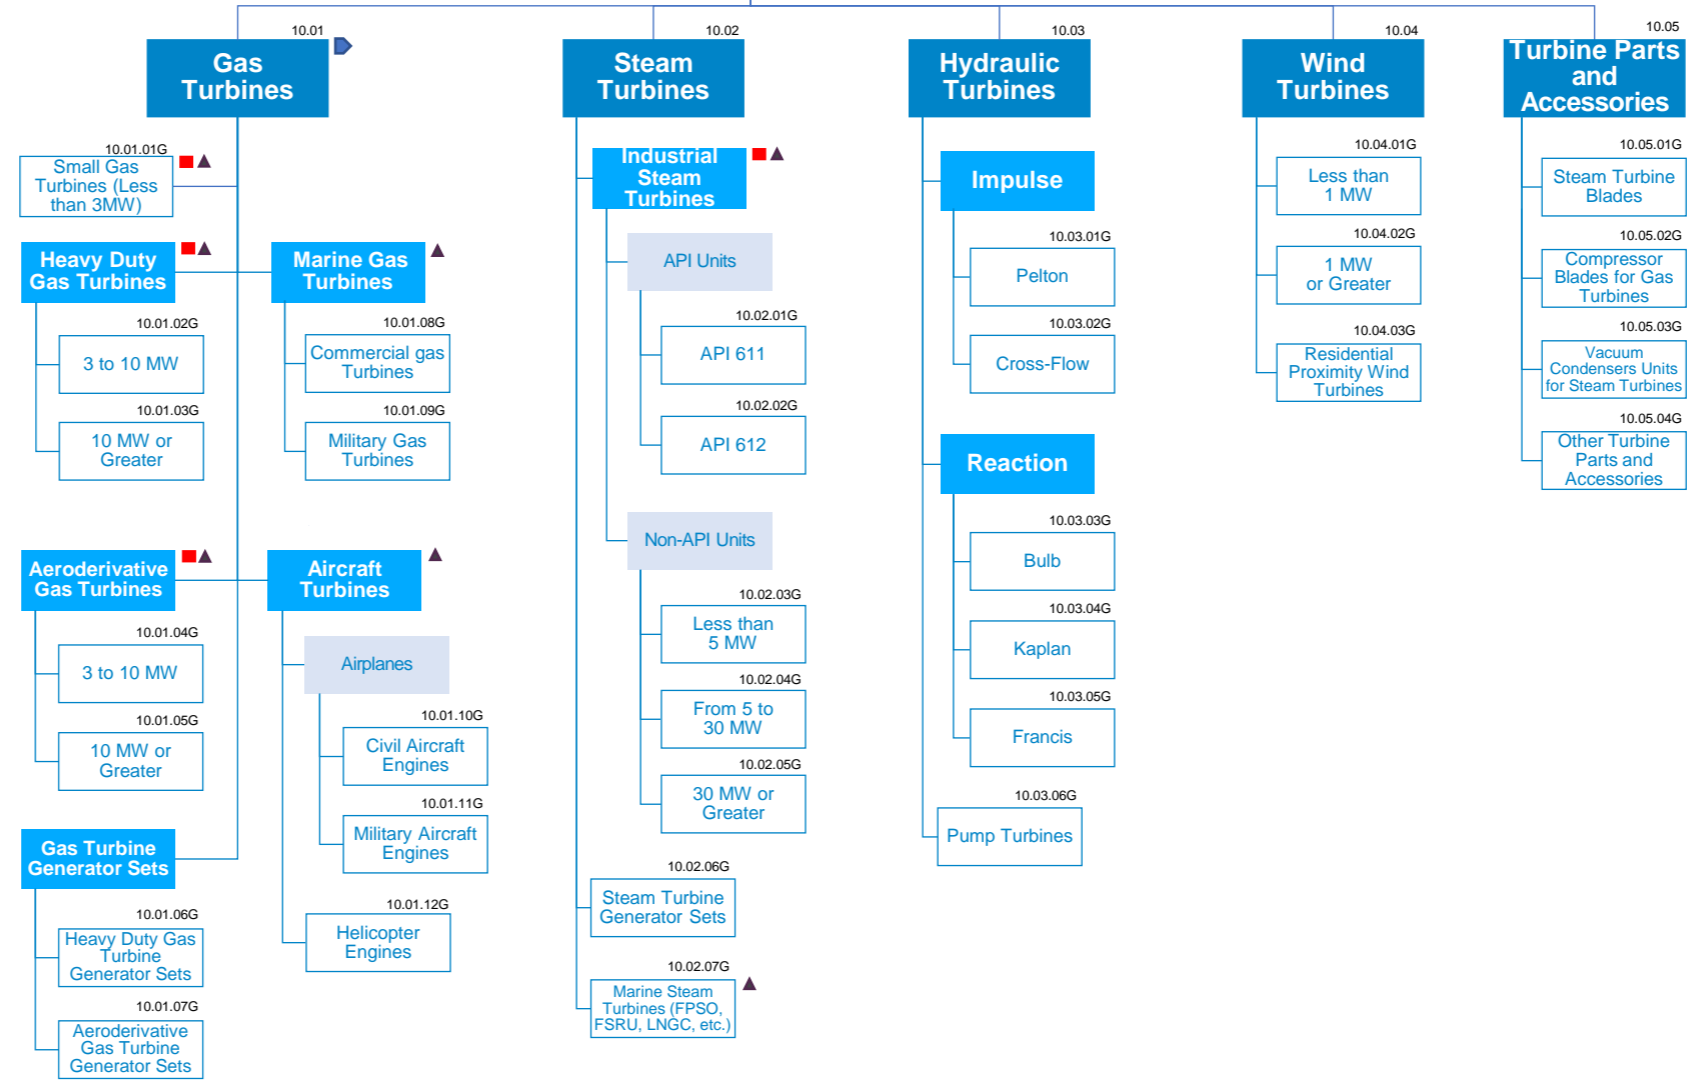 10.01
Gas
Turbines
10.01.01G
Small Gas
Turbines (Less
than 3MW)
Heavy Duty
Gas Turbines
10.01.02G
3 to 10 MW
10.01.03G
10 MW or
Greater
Marine Gas
Turbines
10.01.08G
Commercial gas
Turbines
10.01.09G
Military Gas
Turbines
Aeroderivative
Gas Turbines
10.01.04G
3 to 10 MW
10.01.05G
10 MW or
Greater
Aircraft
Turbines
Airplanes
10.01.10G
Civil Aircraft
Engines
10.01.11G
Military Aircraft
Engines
10.01.12G
Helicopter
Engines
Gas Turbine
Generator Sets
10.01.06G
Heavy Duty Gas
Turbine
Generator Sets
10.01.07G
Aeroderivative
Gas Turbine
Generator Sets
10.02
Steam
Turbines
Industrial
Steam
Turbines
API Units
10.02.01G
API 611
10.02.02G
API 612
Non-API Units
10.02.03G
Less than
5 MW
10.02.04G
From 5 to
30 MW
10.02.05G
30 MW or
Greater
10.02.06G
Steam Turbine
Generator Sets
10.02.07G
Marine Steam
Turbines (FPSO,
FSRU, LNGC, etc.)
10.03
Hydraulic
Turbines
Impulse
10.03.01G
Pelton
10.03.02G
Cross-Flow
Reaction
10.03.03G
Bulb
10.03.04G
Kaplan
10.03.05G
Francis
10.03.06G
Pump Turbines
10.04
Wind
Turbines
10.04.01G
Less than
1 MW
10.04.02G
1 MW
or Greater
10.04.03G
Residential
Proximity Wind
Turbines
10.05
Turbine Parts
and
Accessories
10.05.01G
Steam Turbine
Blades
10.05.02G
Compressor
Blades for Gas
Turbines
10.05.03G
Vacuum
Condensers Units
for Steam Turbines
10.05.04G
Other Turbine
Parts and
Accessories